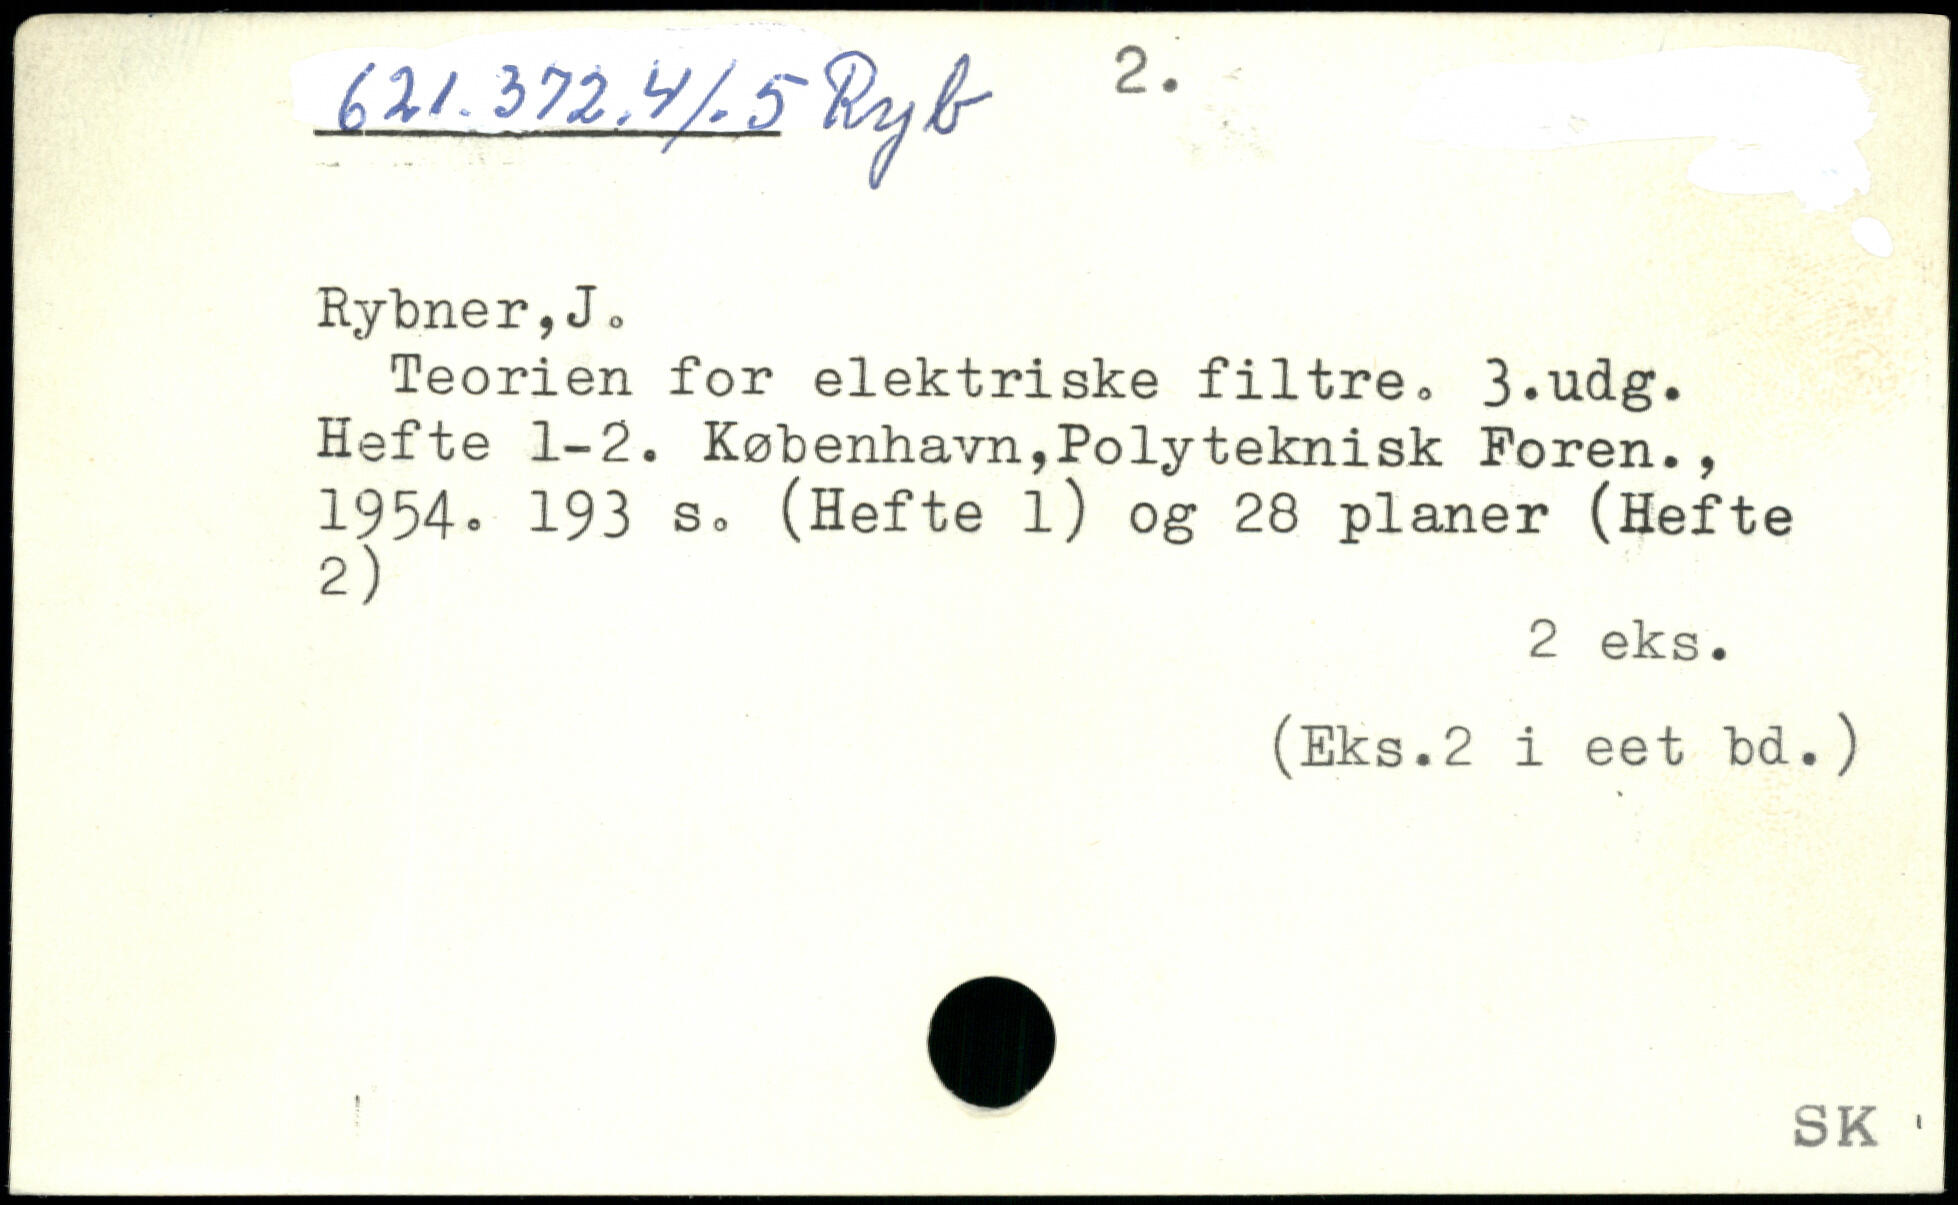 621.372.4/.5 Ryb 2.
Rybner,J.
Teorien for elektriske filtre. 3.udg.
Hefte 1-2. København,Polyteknisk Foren.,
1954. 193 s. (Hefte 1) og 28 planer (Hefte
2)
2 eks.
(Eks.2 i eet bd.)
SK